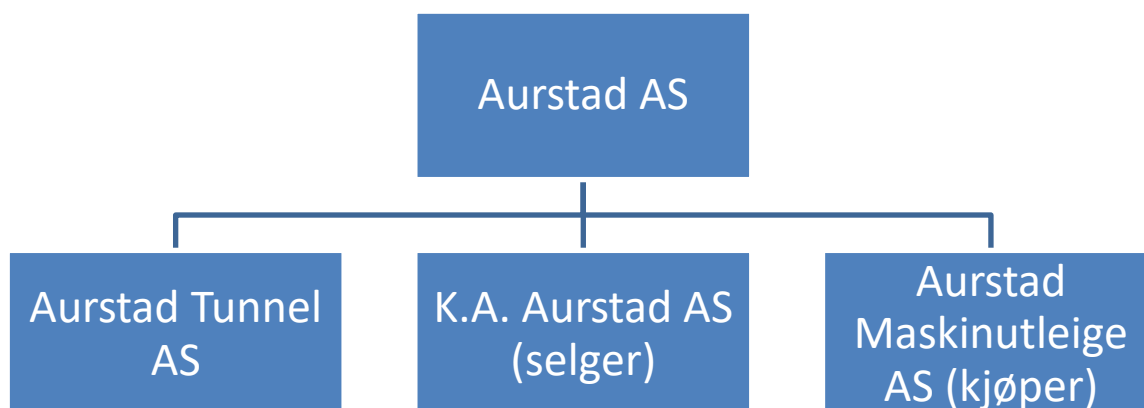 Aurstad AS
Aurstad Tunnel
AS
K.A. Aurstad AS
(selger)
Aurstad
Maskinutleige
AS (kjøper)